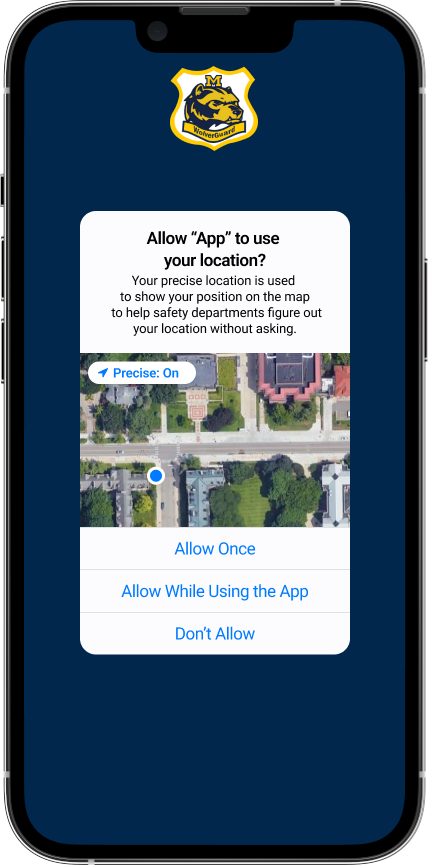 M
WolverGuard
Allow “App” to use
your location?
Your precise location is used
to show your position on the map
to help safety departments figure out
your location without asking.
Precise: On
Allow Once
Allow While Using the App
Don’t Allow